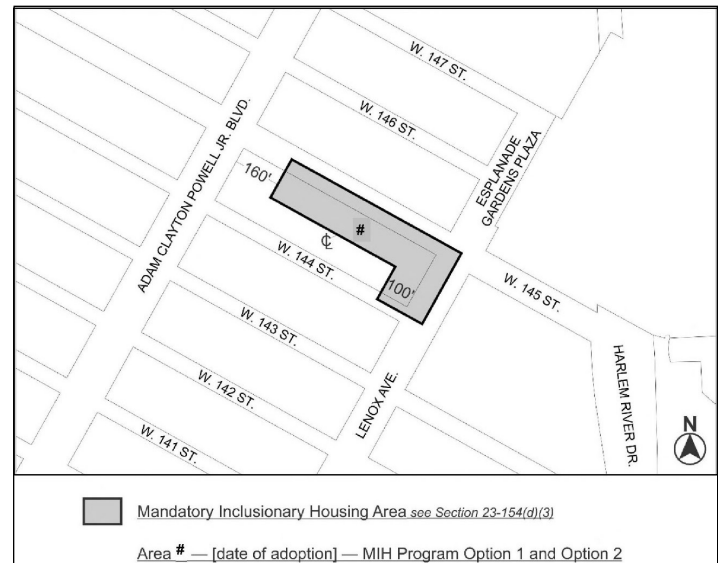 W. 147 ST.
W. 146 ST.
ADAM CLAYTON POWELL JR. BLVD.
ESPLANADE
GARDENS PLAZA
160'
#
℄
W. 144 ST.
100'
W. 145 ST.
W. 143 ST.
W. 142 ST.
W. 141 ST.
LENOX AVE.
HARLEM RIVER DR.
N
Mandatory Inclusionary Housing Area see Section 23-154(d)(3)
Area # — [date of adoption] — MIH Program Option 1 and Option 2